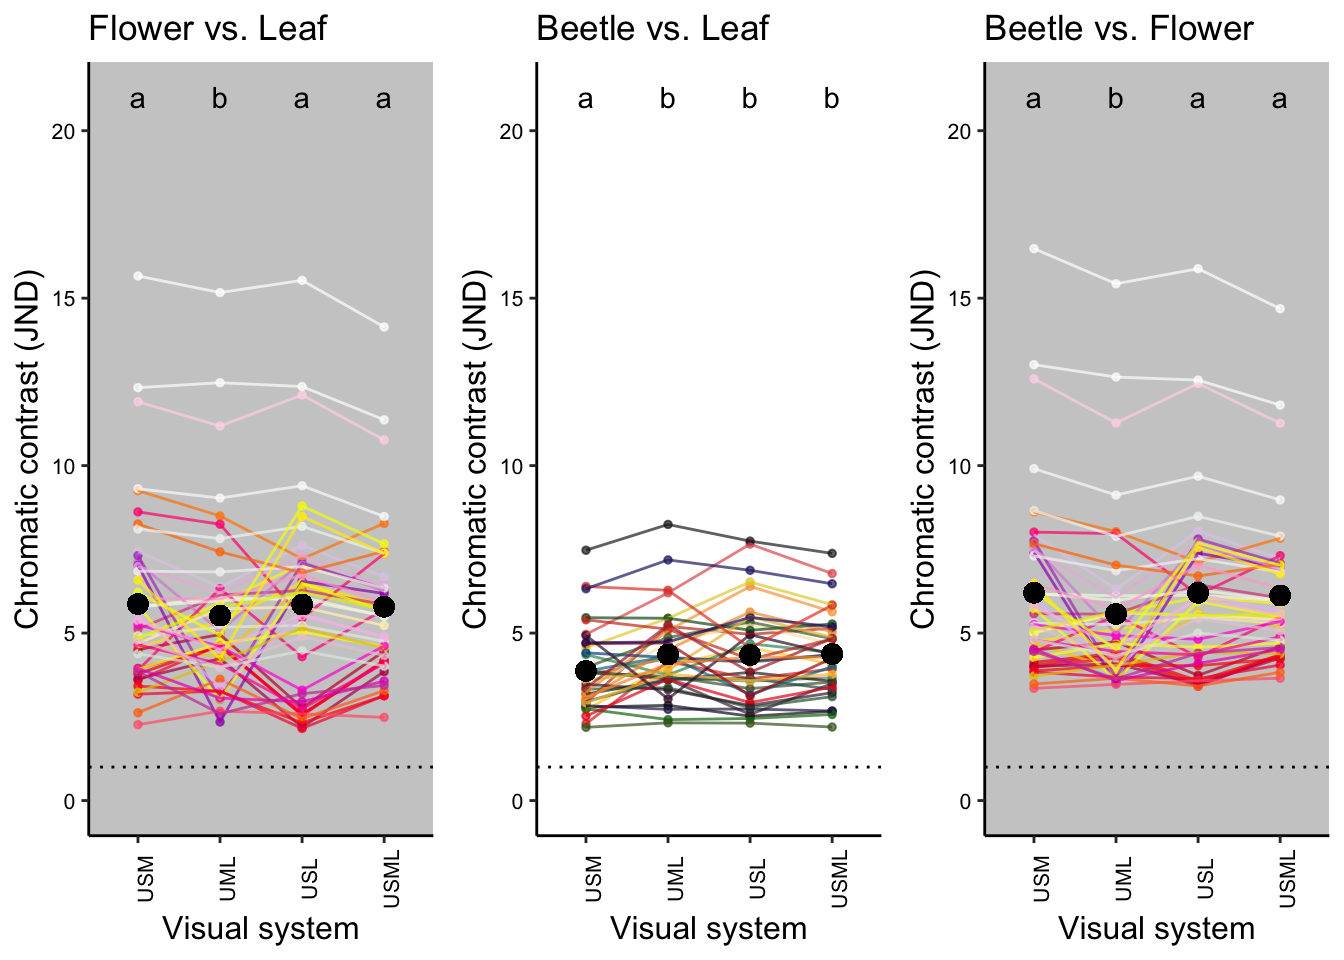 Flower vs. Leaf
Beetle vs. Leaf
Beetle vs. Flower
a b a a
a b b b
a b a a
Chromatic contrast (JND)
20
15
10
5
0
Chromatic contrast (JND)
20
15
10
5
0
Chromatic contrast (JND)
20
15
10
5
0
USM
UML
USL
USML
USM
UML
USL
USML
USM
UML
USL
USML
Visual system
Visual system
Visual system